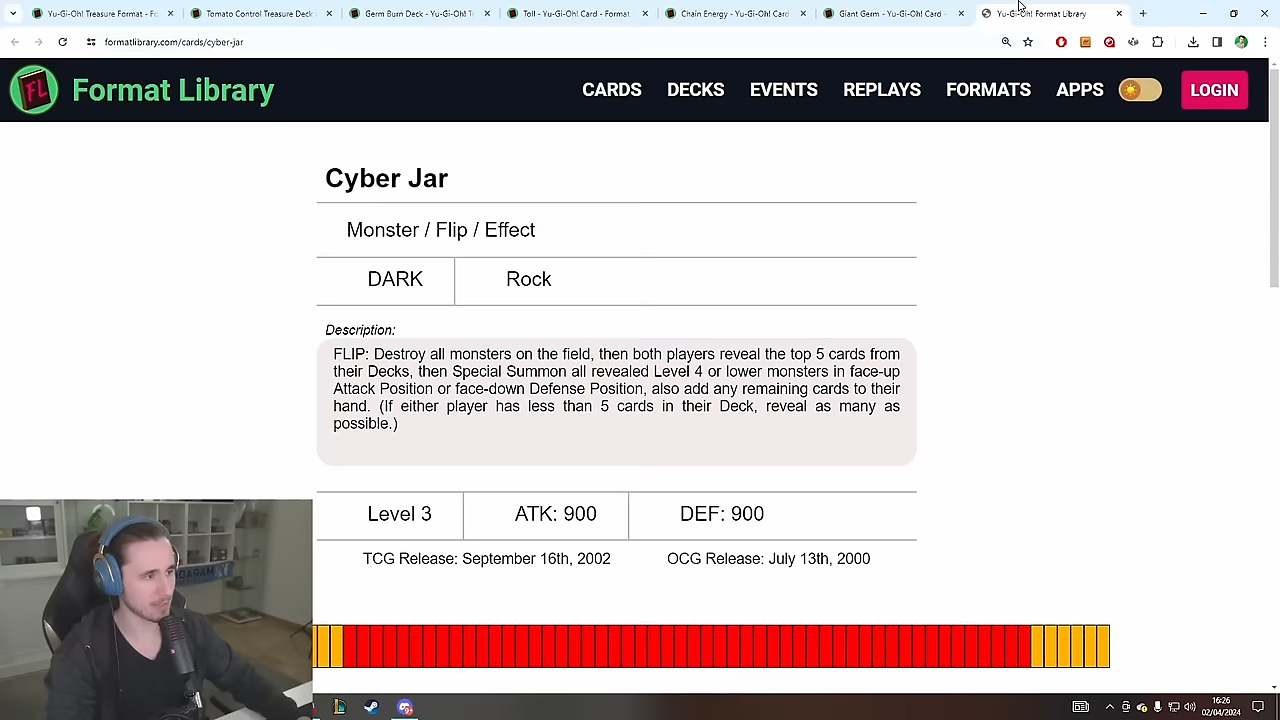 Yu-Gi-Oh! Treasure Format - Fo
Tomato Control Treasure Deck
Germ Burn Deck - Yu-Gi-Oh! Tr
Toll - Yu-Gi-Oh! Card - Format
Chain Energy - Yu-Gi-Oh! Card
Giant Germ - Yu-Gi-Oh! Card -
Yu-Gi-Oh! Format Library
formatlibrary.com/cards/cyber-jar
FL
Format Library
CARDS
DECKS
EVENTS
REPLAYS
FORMATS
APPS
LOGIN
Cyber Jar
Monster / Flip / Effect
DARK
Rock
Description:
FLIP: Destroy all monsters on the field, then both players reveal the top 5 cards from
their Decks, then Special Summon all revealed Level 4 or lower monsters in face-up
Attack Position or face-down Defense Position, also add any remaining cards to their
hand. (If either player has less than 5 cards in their Deck, reveal as many as
possible.)
Level 3
ATK: 900
DEF: 900
TCG Release: September 16th, 2002
OCG Release: July 13th, 2000
16:26
02/04/2024